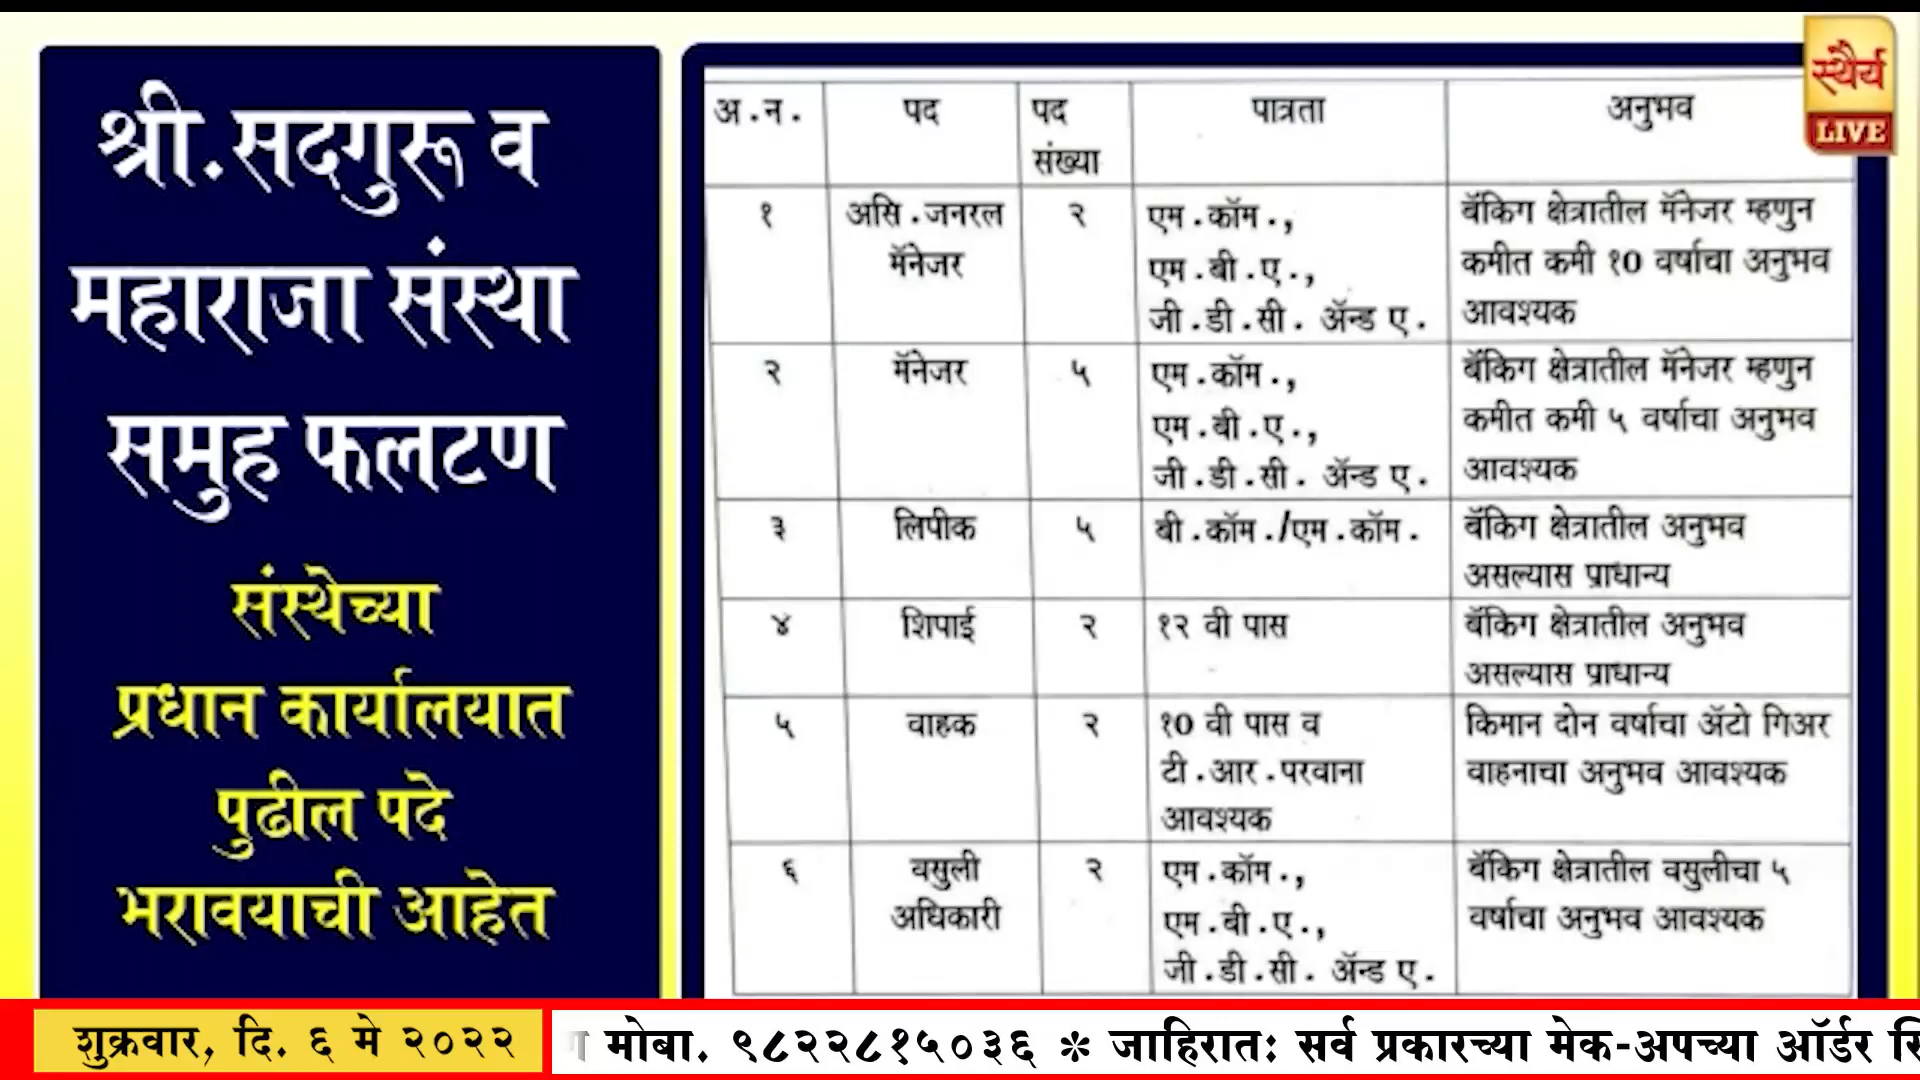 श्री.सदगुरू व
महाराजा संस्था
समुह फलटण
संस्थेच्या
प्रधान कार्यालयात
पुढील पदे
भरावयाची आहेत
स्थैर्य
LIVE
अ.न. पद पद संख्या पात्रता अनुभव
१ असि.जनरल मॅनेजर २ एम.कॉम., एम.बी.ए., जी.डी.सी. ॲन्ड ए. बॅंकिग क्षेत्रातील मॅनेजर म्हणुन कमीत कमी १० वर्षाचा अनुभव आवश्यक
२ मॅनेजर ५ एम.कॉम., एम.बी.ए., जी.डी.सी. ॲन्ड ए. बॅंकिग क्षेत्रातील मॅनेजर म्हणुन कमीत कमी ५ वर्षाचा अनुभव आवश्यक
३ लिपीक ५ बी.कॉम./एम.कॉम. बॅंकिग क्षेत्रातील अनुभव असल्यास प्राधान्य
४ शिपाई २ १२ वी पास बॅंकिग क्षेत्रातील अनुभव असल्यास प्राधान्य
५ वाहक २ १० वी पास व टी.आर.परवाना आवश्यक किमान दोन वर्षाचा ॲटो गिअर वाहनाचा अनुभव आवश्यक
६ वसुली अधिकारी २ एम.कॉम., एम.बी.ए., जी.डी.सी. ॲन्ड ए. बॅंकिग क्षेत्रातील वसुलीचा ५ वर्षाचा अनुभव आवश्यक
शुक्रवार, दि. ६ मे २०२२
मोबा. ९८२२८१५०३६ * जाहिरात: सर्व प्रकारच्या मेक-अपच्या ऑर्डर